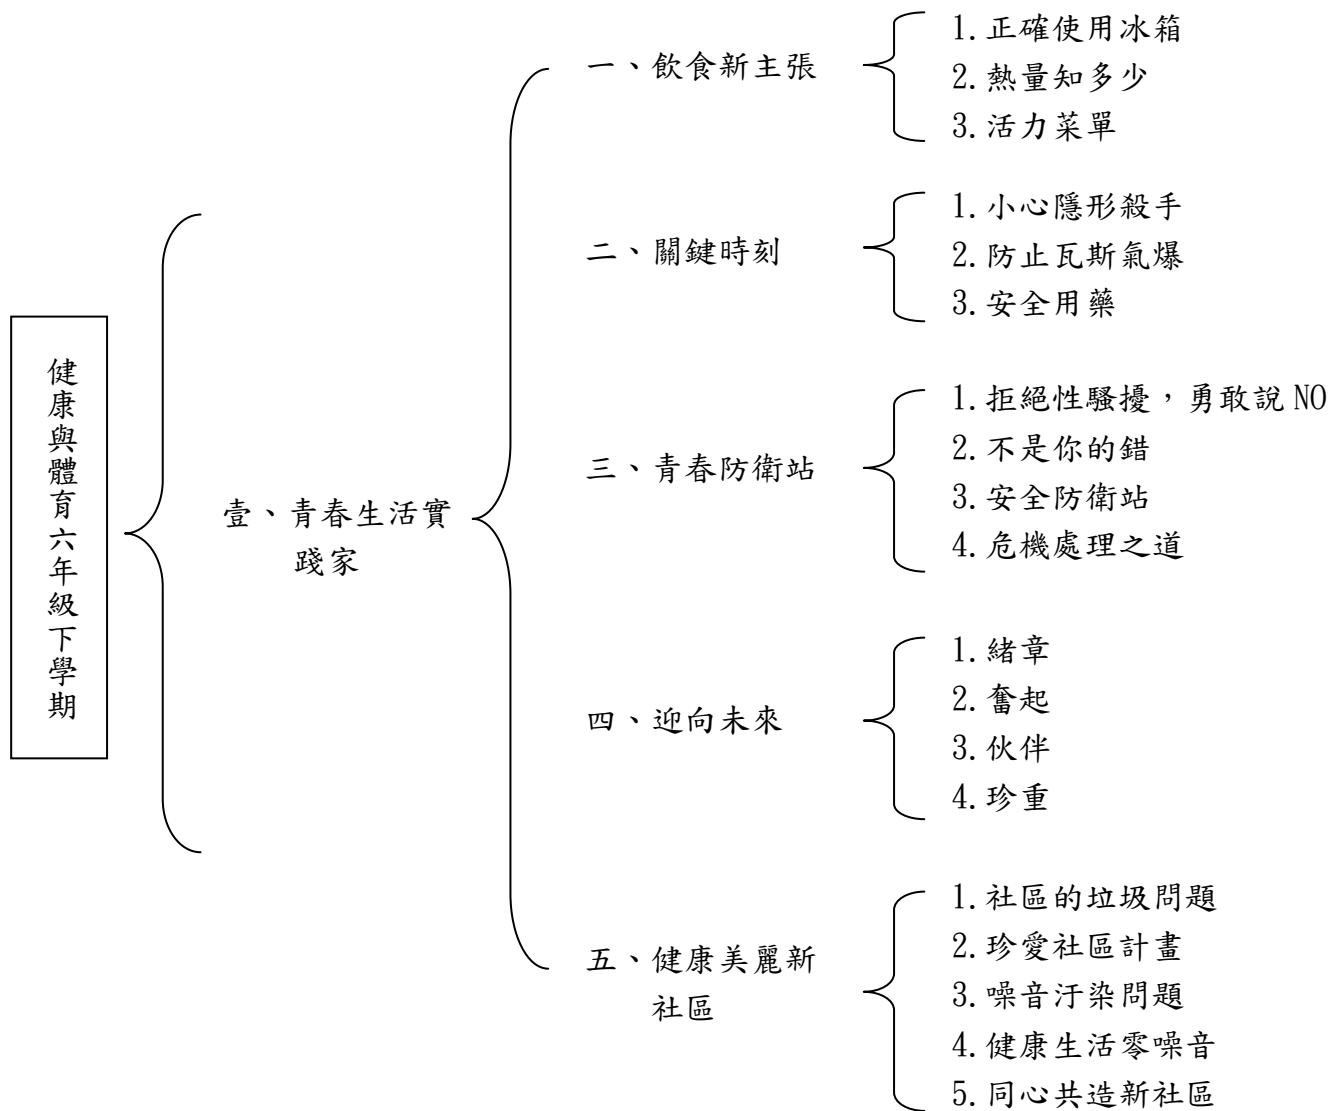 健康與體育六年級下學期
壹、青春生活實
踐家
一、飲食新主張
1.正確使用冰箱
2.熱量知多少
3.活力菜單
二、關鍵時刻
1.小心隱形殺手
2.防止瓦斯氣爆
3.安全用藥
三、青春防衛站
1.拒絕性騷擾，勇敢說 NO
2.不是你的錯
3.安全防衛站
4.危機處理之道
四、迎向未來
1.緒章
2.奮起
3.伙伴
4.珍重
五、健康美麗新
社區
1.社區的垃圾問題
2.珍愛社區計畫
3.噪音汙染問題
4.健康生活零噪音
5.同心共造新社區